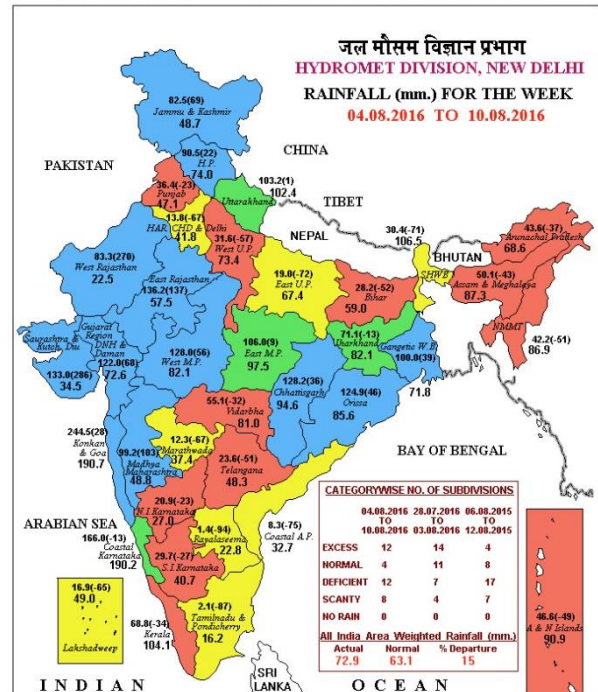 जल मौसम विज्ञान प्रभाग
HYDROMET DIVISION, NEW DELHI
RAINFALL (mm.) FOR THE WEEK
04.08.2016 TO 10.08.2016
82.5(69)
Jammu & Kashmir
48.7
CHINA
90.5(22)
H.P.
74.0
PAKISTAN
36.4(-23)
Punjab
47.1
103.2(1)
102.4
Uttarakhand
TIBET
13.8(-67)
HAR CHD & Delhi
41.8
31.6(-57)
West U.P.
73.4
NEPAL
30.4(-71)
106.5
SHWB
BHUTAN
43.6(-37)
Arunachal Pradesh
68.6
83.3(270)
West Rajasthan
22.5
East Rajasthan
136.2(137)
57.5
19.0(-72)
East U.P.
67.4
28.2(-52)
Bihar
59.0
50.1(-43)
Assam & Meghalaya
87.3
NMMT
42.2(-51)
86.9
Saurashtra &
Kutch, Diu
133.0(286)
34.5
Gujarat
Region
DNH &
Daman
122.0(68)
72.6
128.0(56)
West M.P.
82.1
106.0(9)
East M.P.
97.5
71.1(-13)
Jharkhand
82.1
Gangetic W.B.
100.0(39)
71.8
128.2(36)
Chhattisgarh
94.6
124.9(46)
Orissa
85.6
55.1(-32)
Vidarbha
81.0
244.5(28)
Konkan
& Goa
190.7
99.2(103)
Madhya
Maharashtra
48.8
12.3(-67)
Marathwada
37.4
23.6(-51)
Telangana
48.3
BAY OF BENGAL
ARABIAN SEA
20.9(-23)
N.I.Karnataka
27.0
1.4(-94)
Rayalaseema
22.8
8.3(-75)
Coastal A.P.
32.7
166.0(-13)
Coastal
Karnataka
190.2
29.7(-27)
S.I.Karnataka
40.7
16.9(-65)
49.0
Lakshadweep
68.8(-34)
Kerala
104.1
2.1(-87)
Tamilnadu &
Pondicherry
16.2
CATEGORYWISE NO. OF SUBDIVISIONS
04.08.2016 28.07.2016 06.08.2015
TO TO TO
10.08.2016 03.08.2016 12.08.2015
EXCESS 12 14 4
NORMAL 4 11 8
DEFICIENT 12 7 17
SCANTY 8 4 7
NO RAIN 0 0 0
All India Area Weighted Rainfall (mm.)
Actual Normal % Departure
72.9 63.1 15
46.6(-49)
A & N Islands
90.9
SRI
LANKA
INDIAN OCEAN